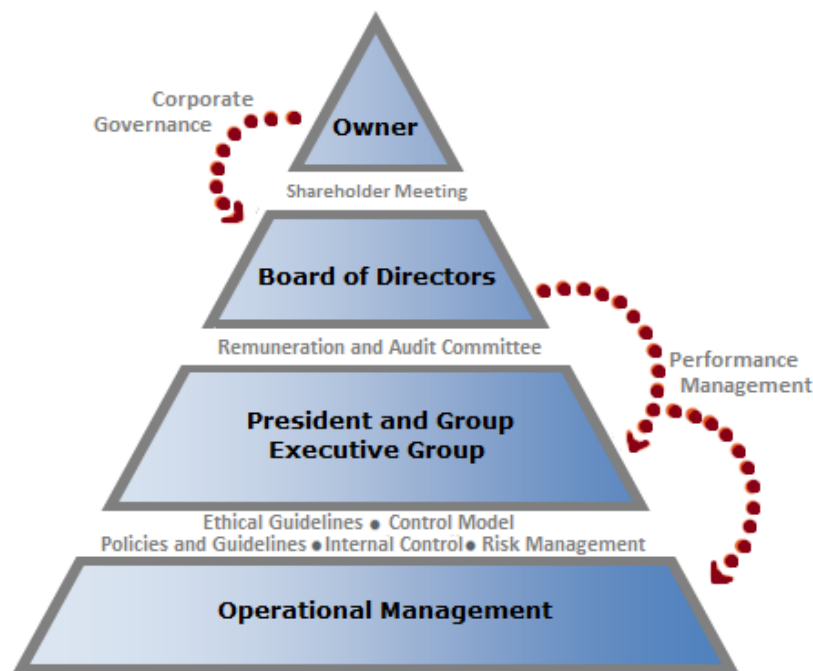 Corporate
Governance
Owner
Shareholder Meeting
Board of Directors
Remuneration and Audit Committee
Performance
Management
President and Group
Executive Group
Ethical Guidelines ● Control Model
Policies and Guidelines ● Internal Control ● Risk Management
Operational Management